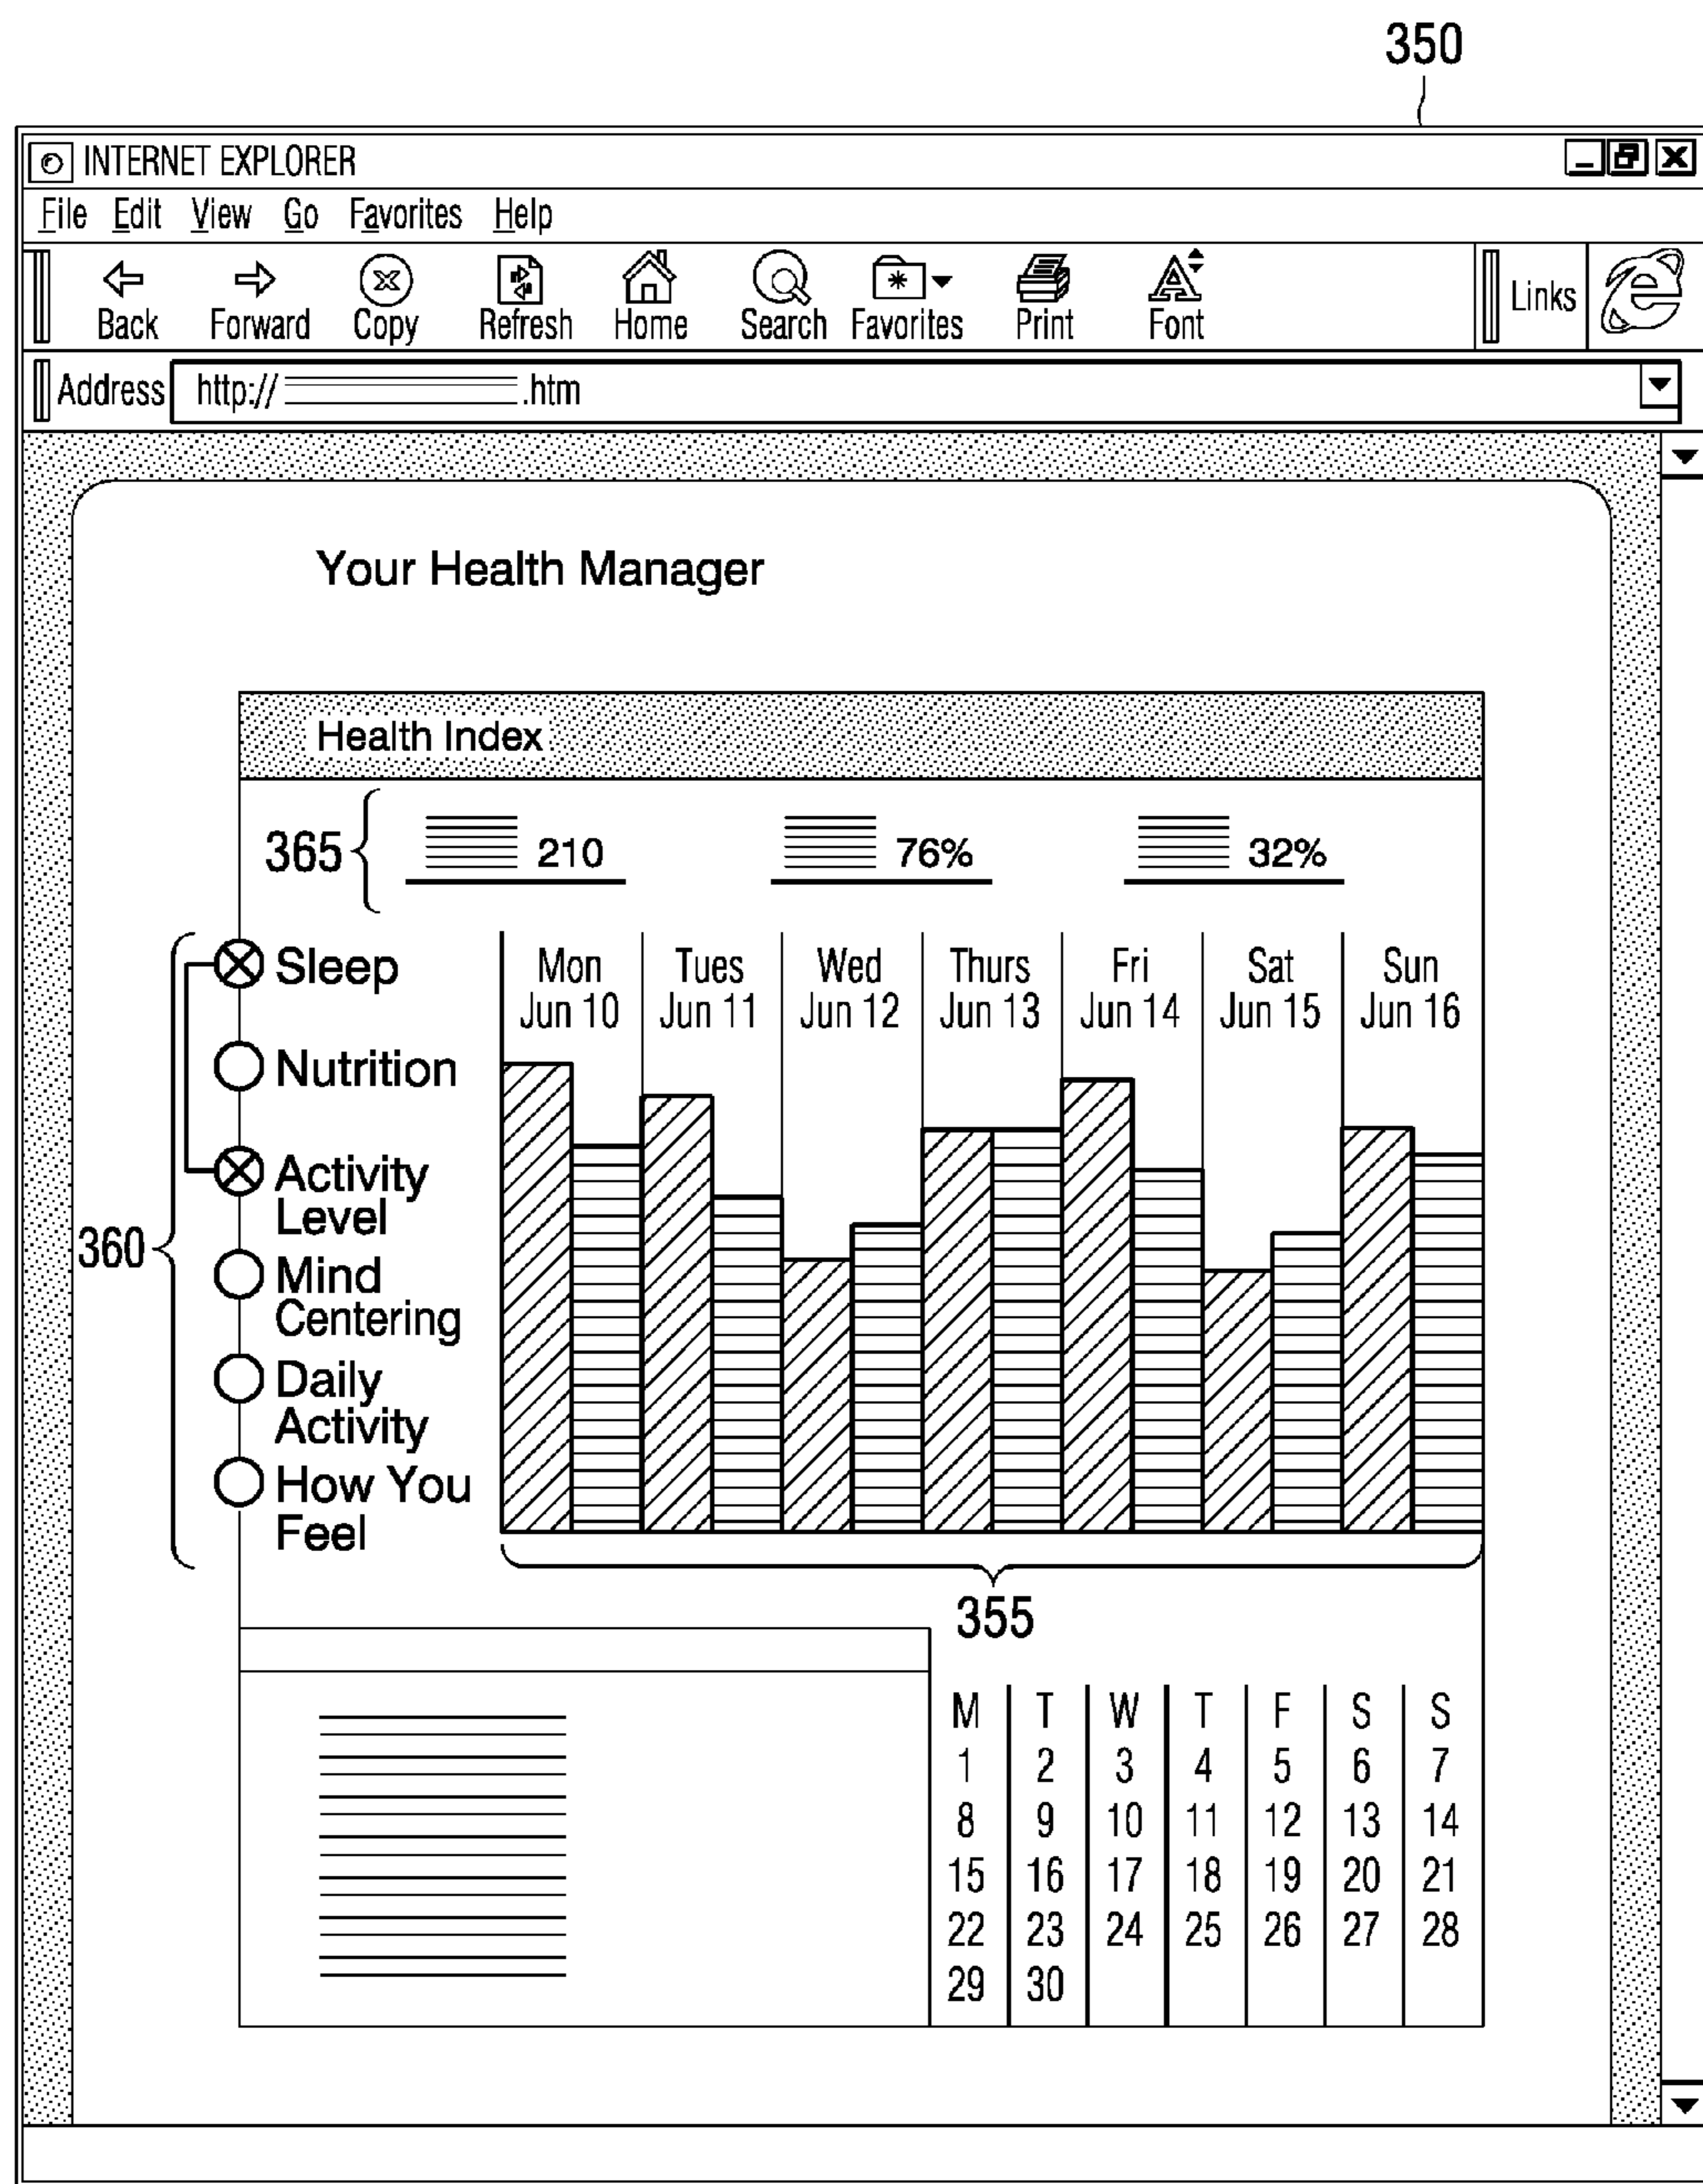 350
INTERNET EXPLORER
File Edit View Go Favorites Help
Back Forward Copy Refresh Home Search Favorites Print Font Links
Address http:// .htm
Your Health Manager
Health Index
365 210 76% 32%
Mon Tues Wed Thurs Fri Sat Sun
Jun 10 Jun 11 Jun 12 Jun 13 Jun 14 Jun 15 Jun 16
360
Sleep
Nutrition
Activity
Level
Mind
Centering
Daily
Activity
How You
Feel
355
M T W T F S S
1 2 3 4 5 6 7
8 9 10 11 12 13 14
15 16 17 18 19 20 21
22 23 24 25 26 27 28
29 30